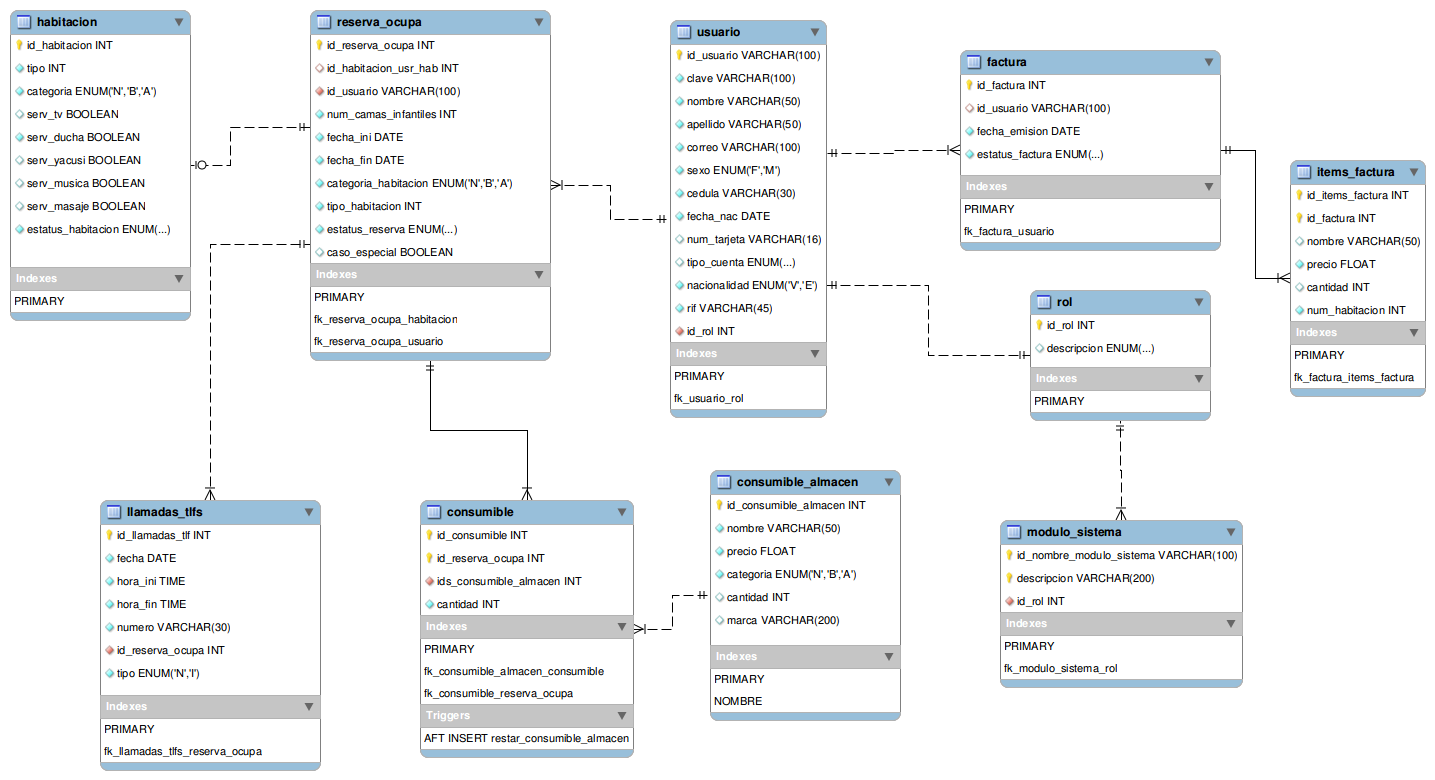 habitacion
id_habitacion INT
tipo INT
categoria ENUM('N','B','A')
serv_tv BOOLEAN
serv_ducha BOOLEAN
serv_yacusi BOOLEAN
serv_musica BOOLEAN
serv_masaje BOOLEAN
estatus_habitacion ENUM(...)
Indexes
PRIMARY
reserva_ocupa
id_reserva_ocupa INT
id_habitacion_usr_hab INT
id_usuario VARCHAR(100)
num_camas_infantiles INT
fecha_ini DATE
fecha_fin DATE
categoria_habitacion ENUM('N','B','A')
tipo_habitacion INT
estatus_reserva ENUM(...)
caso_especial BOOLEAN
Indexes
PRIMARY
fk_reserva_ocupa_habitacion
fk_reserva_ocupa_usuario
usuario
id_usuario VARCHAR(100)
clave VARCHAR(100)
nombre VARCHAR(50)
apellido VARCHAR(50)
correo VARCHAR(100)
sexo ENUM('F','M')
cedula VARCHAR(30)
fecha_nac DATE
num_tarjeta VARCHAR(16)
tipo_cuenta ENUM(...)
nacionalidad ENUM('V','E')
rif VARCHAR(45)
id_rol INT
Indexes
PRIMARY
fk_usuario_rol
factura
id_factura INT
id_usuario VARCHAR(100)
fecha_emision DATE
estatus_factura ENUM(...)
Indexes
PRIMARY
fk_factura_usuario
items_factura
id_items_factura INT
id_factura INT
nombre VARCHAR(50)
precio FLOAT
cantidad INT
num_habitacion INT
Indexes
PRIMARY
fk_factura_items_factura
rol
id_rol INT
descripcion ENUM(...)
Indexes
PRIMARY
llamadas_tlfs
id_llamadas_tlf INT
fecha DATE
hora_ini TIME
hora_fin TIME
numero VARCHAR(30)
id_reserva_ocupa INT
tipo ENUM('N','I')
Indexes
PRIMARY
fk_llamadas_tlfs_reserva_ocupa
consumible
id_consumible INT
id_reserva_ocupa INT
ids_consumible_almacen INT
cantidad INT
Indexes
PRIMARY
fk_consumible_almacen_consumible
fk_consumible_reserva_ocupa
Triggers
AFT INSERT restar_consumible_almacen
consumible_almacen
id_consumible_almacen INT
nombre VARCHAR(50)
precio FLOAT
categoria ENUM('N','B','A')
cantidad INT
marca VARCHAR(200)
Indexes
PRIMARY
NOMBRE
modulo_sistema
id_nombre_modulo_sistema VARCHAR(100)
descripcion VARCHAR(200)
id_rol INT
Indexes
PRIMARY
fk_modulo_sistema_rol